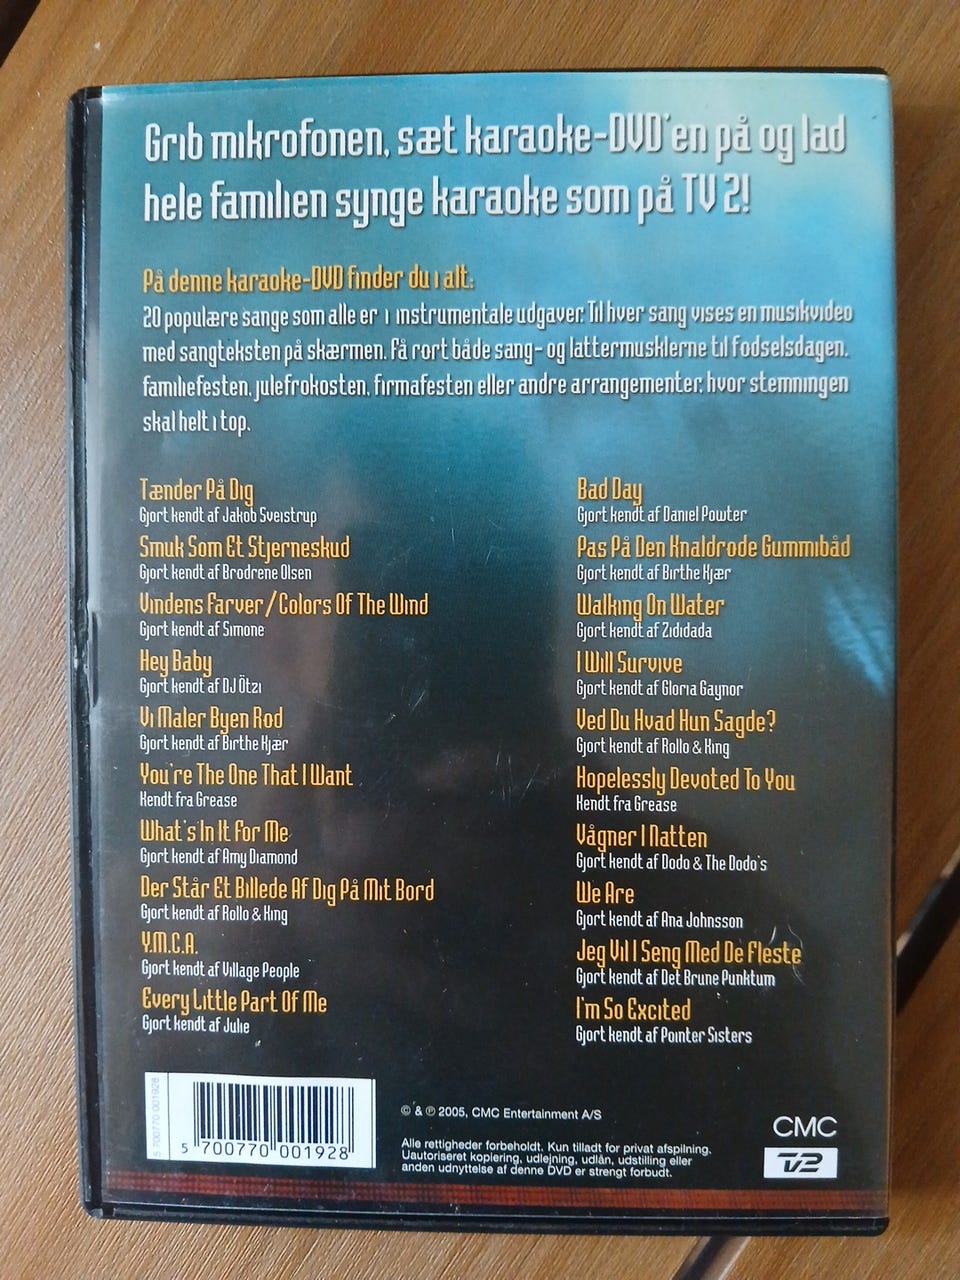 Grib mikrofonen, sæt karaoke-DVD'en på og lad
hele familien synge karaoke som på TV 2!
På denne karaoke-DVD finder du i alt:
20 populære sange som alle er i instrumentale udgaver. Til hver sang vises en musikvideo
med sangteksten på skærmen. Få rørt både sang- og lattermusklerne til fødselsdagen,
familiefesten, julefrokosten, firmafesten eller andre arrangementer, hvor stemningen
skal helt i top.
Tænder På Dig
Gjort kendt af Jakob Sveistrup
Smuk Som Et Stjerneskud
Gjort kendt af Brødrene Olsen
Vindens Farver / Colors Of The Wind
Gjort kendt af Simone
Hey Baby
Gjort kendt af DJ Ötzi
Vi Maler Byen Rød
Gjort kendt af Birthe Kjær
You're The One That I Want
Kendt fra Grease
What's In It For Me
Gjort kendt af Amy Diamond
Der Står Et Billede Af Dig På Mit Bord
Gjort kendt af Rollo & King
Y.M.C.A.
Gjort kendt af Village People
Every Little Part Of Me
Gjort kendt af Julie
Bad Day
Gjort kendt af Daniel Powter
Pas På Den Knaldrøde Gummibåd
Gjort kendt af Birthe Kjær
Walking On Water
Gjort kendt af Zididada
I Will Survive
Gjort kendt af Gloria Gaynor
Ved Du Hvad Hun Sagde?
Gjort kendt af Rollo & King
Hopelessly Devoted To You
Kendt fra Grease
Vågner I Natten
Gjort kendt af Dodo & The Dodo's
We Are
Gjort kendt af Ana Johnsson
Jeg Vil I Seng Med De Fleste
Gjort kendt af Det Brune Punktum
I'm So Excited
Gjort kendt af Pointer Sisters
5 700770 001928
5 700770 001928
© & ℗ 2005, CMC Entertainment A/S
Alle rettigheder forbeholdt. Kun tilladt for privat afspilning.
Uautoriseret kopiering, udlejning, udlån, udstilling eller
anden udnyttelse af denne DVD er strengt forbudt.
CMC
TV2